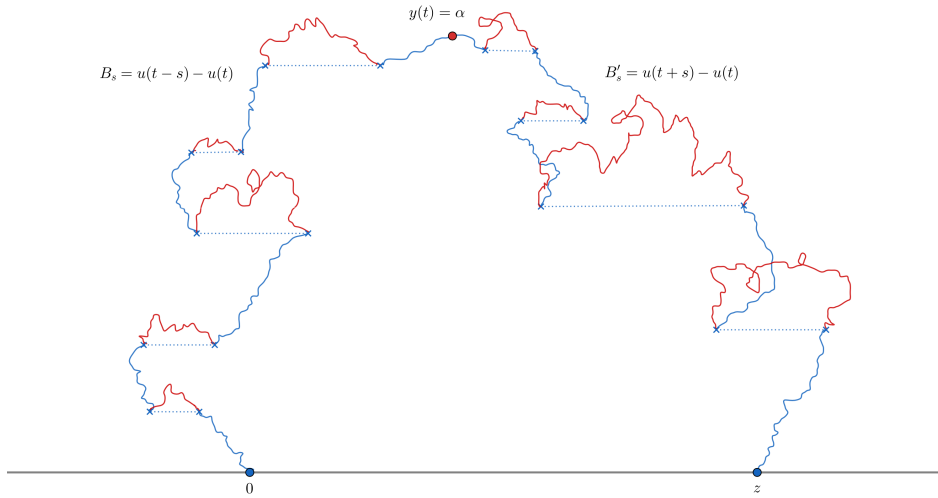 y(t) = α
B_s = u(t − s) − u(t)
B'_s = u(t + s) − u(t)
0
z